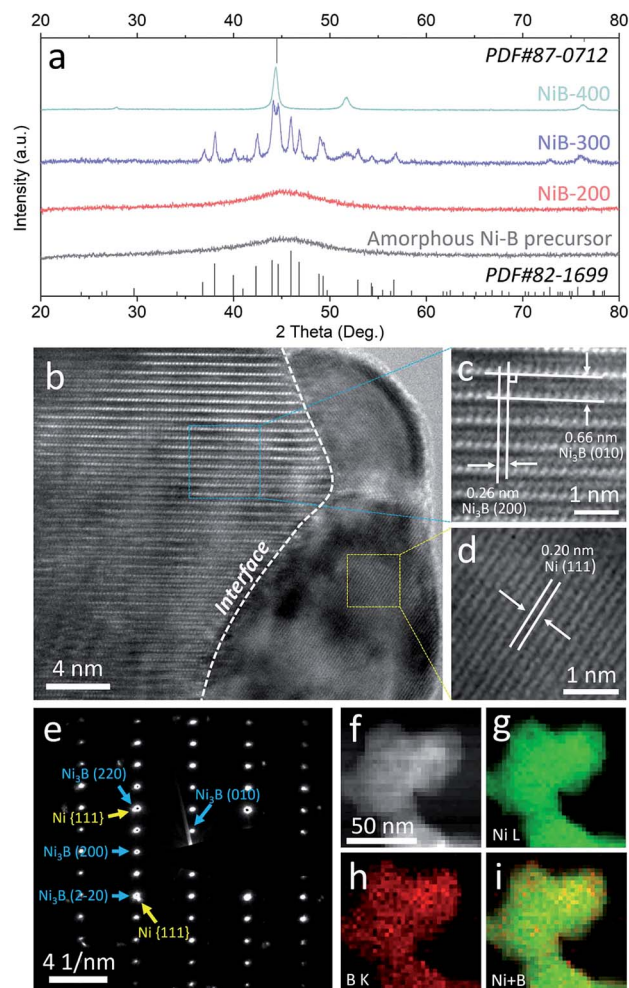 20 30 40 50 60 70 80
a
PDF#87-0712
NiB-400
NiB-300
NiB-200
Amorphous Ni-B precursor
PDF#82-1699
Intensity (a.u.)
20 30 40 50 60 70 80
2 Theta (Deg.)
b
Interface
4 nm
c
0.66 nm
Ni₃B (010)
0.26 nm
Ni₃B (200)
1 nm
d
0.20 nm
Ni (111)
1 nm
e
Ni₃B (220)
Ni {111}
Ni₃B (010)
Ni₃B (200)
Ni₃B (2-20)
Ni {111}
4 1/nm
f
50 nm
g
Ni L
h
B K
i
Ni+B